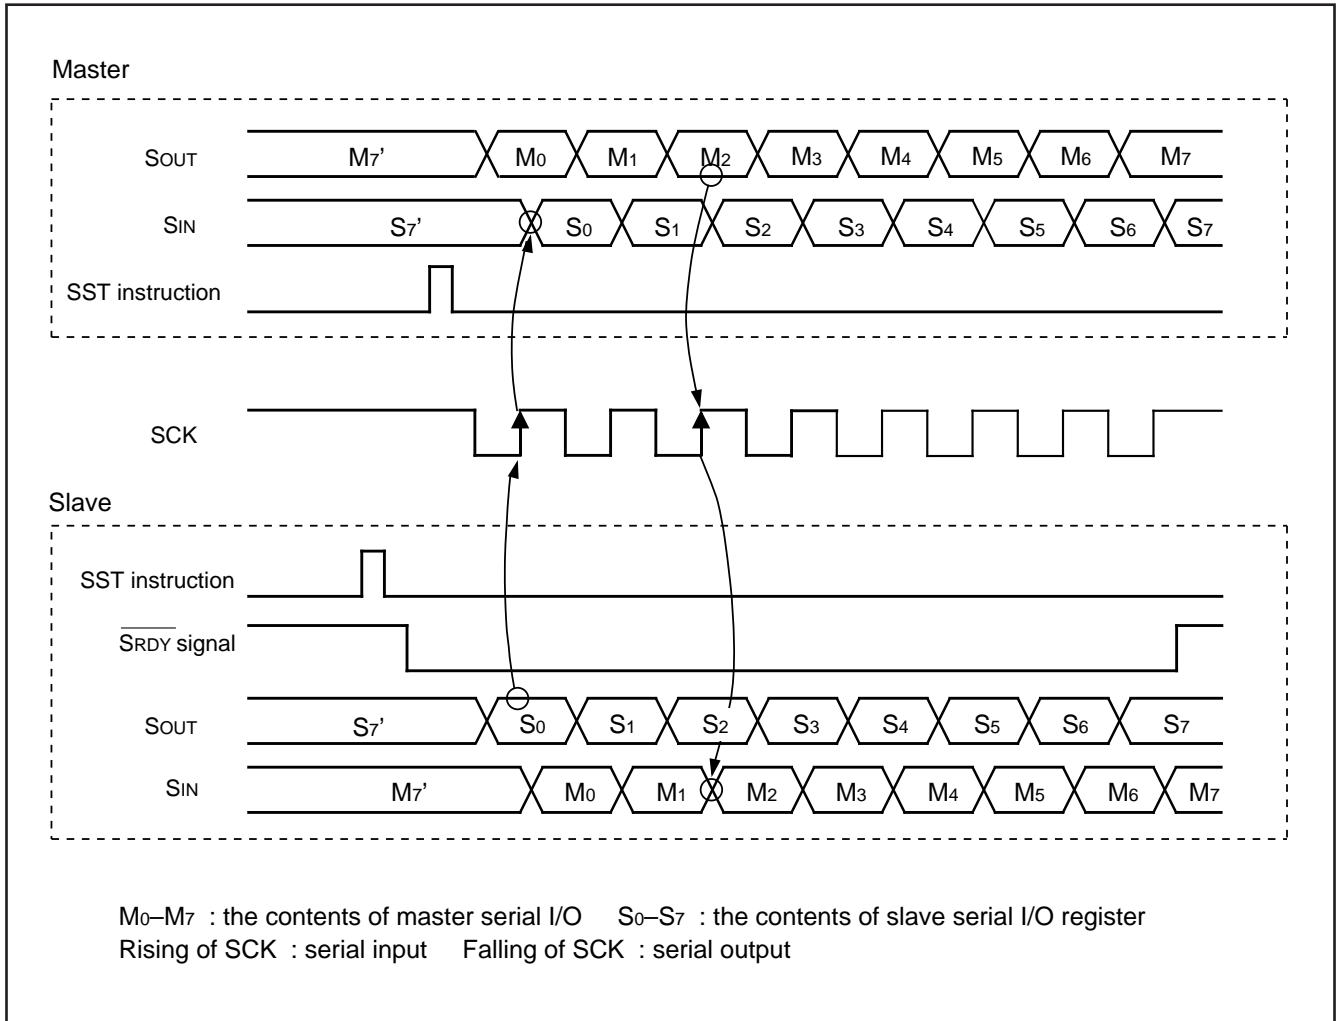 Master
SOUT M7’ M0 M1 M2 M3 M4 M5 M6 M7
SIN S7’ S0 S1 S2 S3 S4 S5 S6 S7
SST instruction
SCK
Slave
SST instruction
SRDY signal
SOUT S7’ S0 S1 S2 S3 S4 S5 S6 S7
SIN M7’ M0 M1 M2 M3 M4 M5 M6 M7
M0–M7 : the contents of master serial I/O S0–S7 : the contents of slave serial I/O register
Rising of SCK : serial input Falling of SCK : serial output